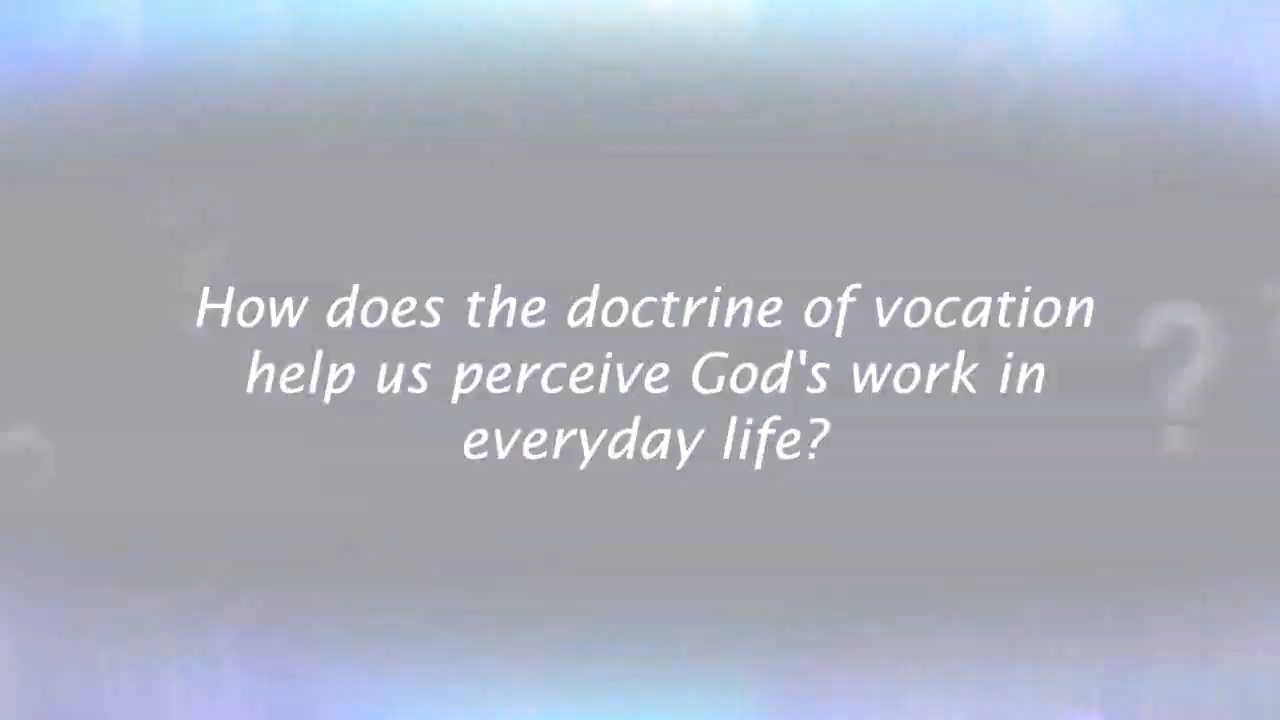 How does the doctrine of vocation
help us perceive God's work in
everyday life?